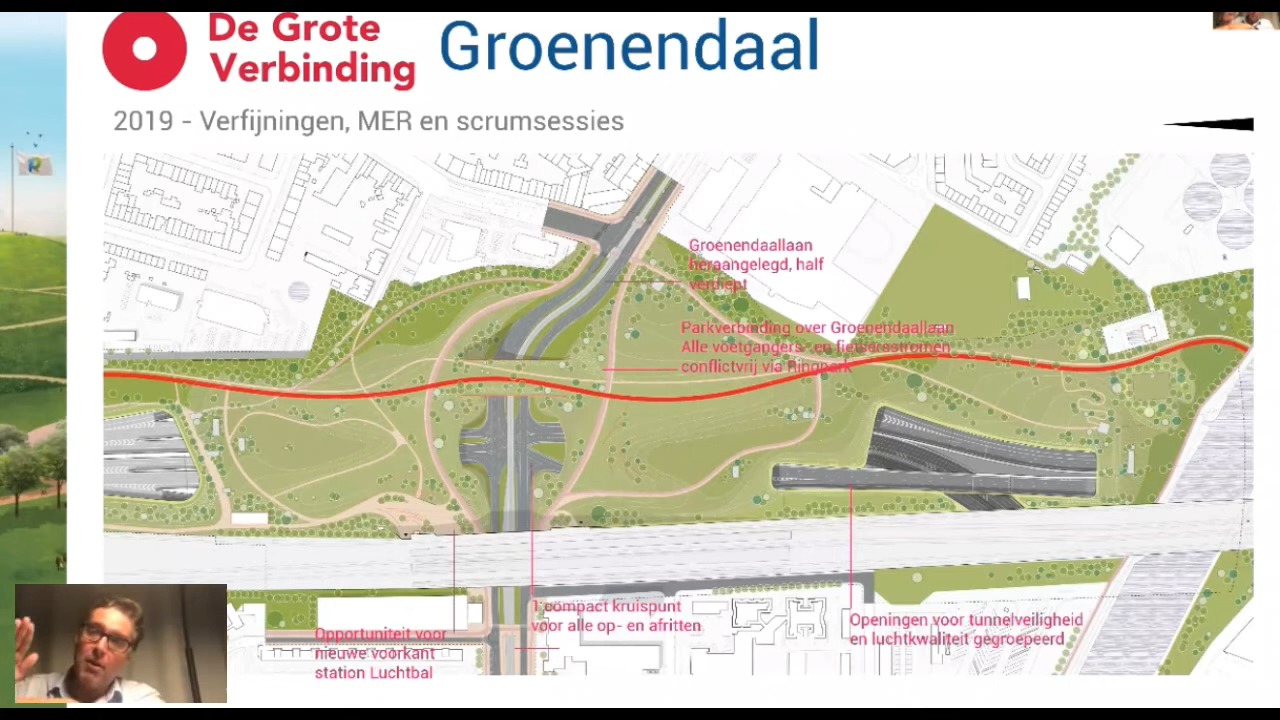 De Grote
Verbinding
Groenendaal
2019 - Verfijningen, MER en scrumsessies
Groenendaallaan
heraangelegd, half
verdiept
Parkverbinding over Groenendaallaan
Alle voetgangers- en fietsersstromen
conflictvrij via Ringpark
1 compact kruispunt
voor alle op- en afritten
Opportuniteit voor
nieuwe voorkant
station Luchtbal
Openingen voor tunnelveiligheid
en luchtkwaliteit gegroepeerd